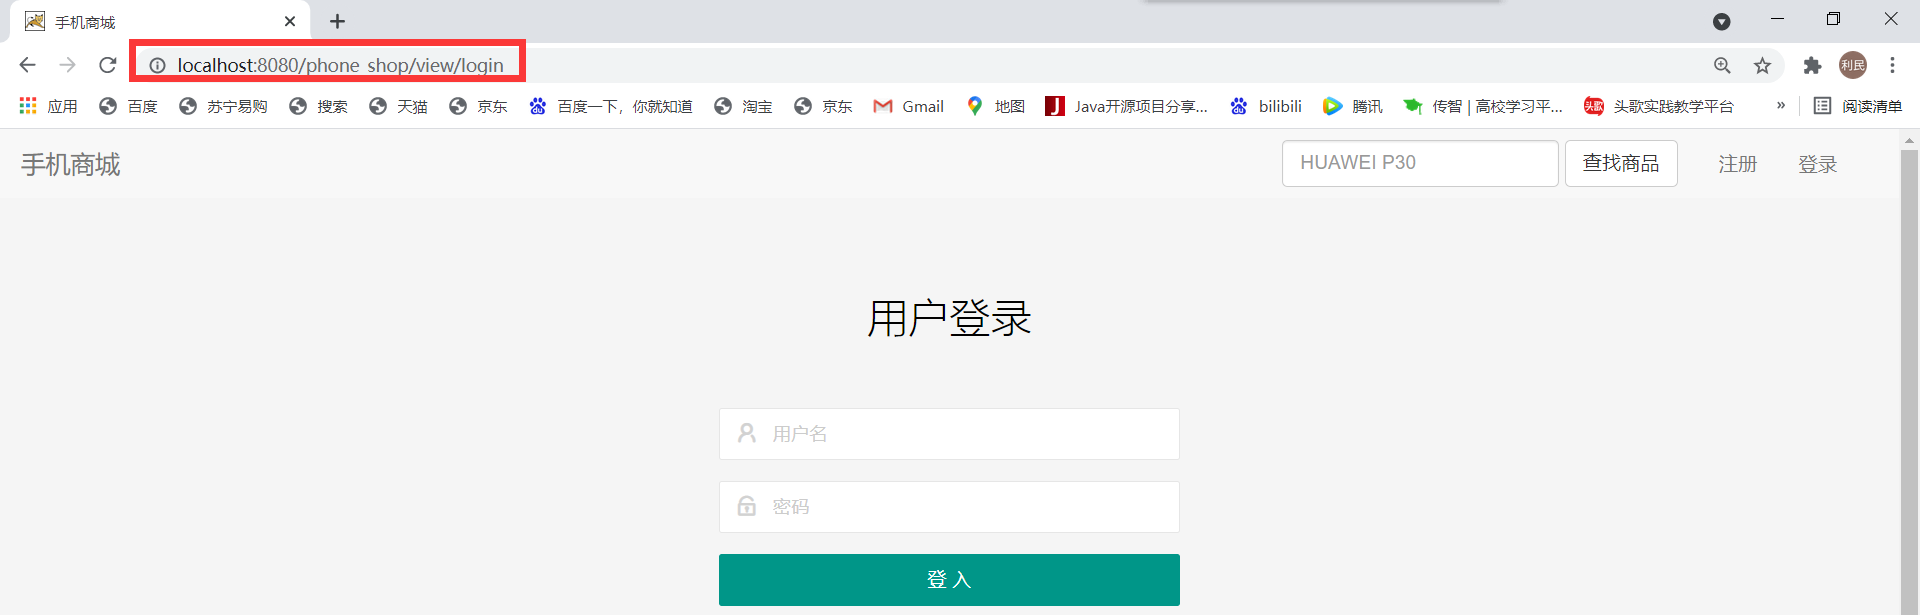 手机商城
localhost:8080/phone_shop/view/login
利民
应用 百度 苏宁易购 搜索 天猫 京东 百度一下，你就知道 淘宝 京东 Gmail 地图 Java开源项目分享... bilibili 腾讯 传智 | 高校学习平... 头歌 头歌实践教学平台 » 阅读清单
手机商城 HUAWEI P30 查找商品 注册 登录
用户登录
用户名
密码
登 入